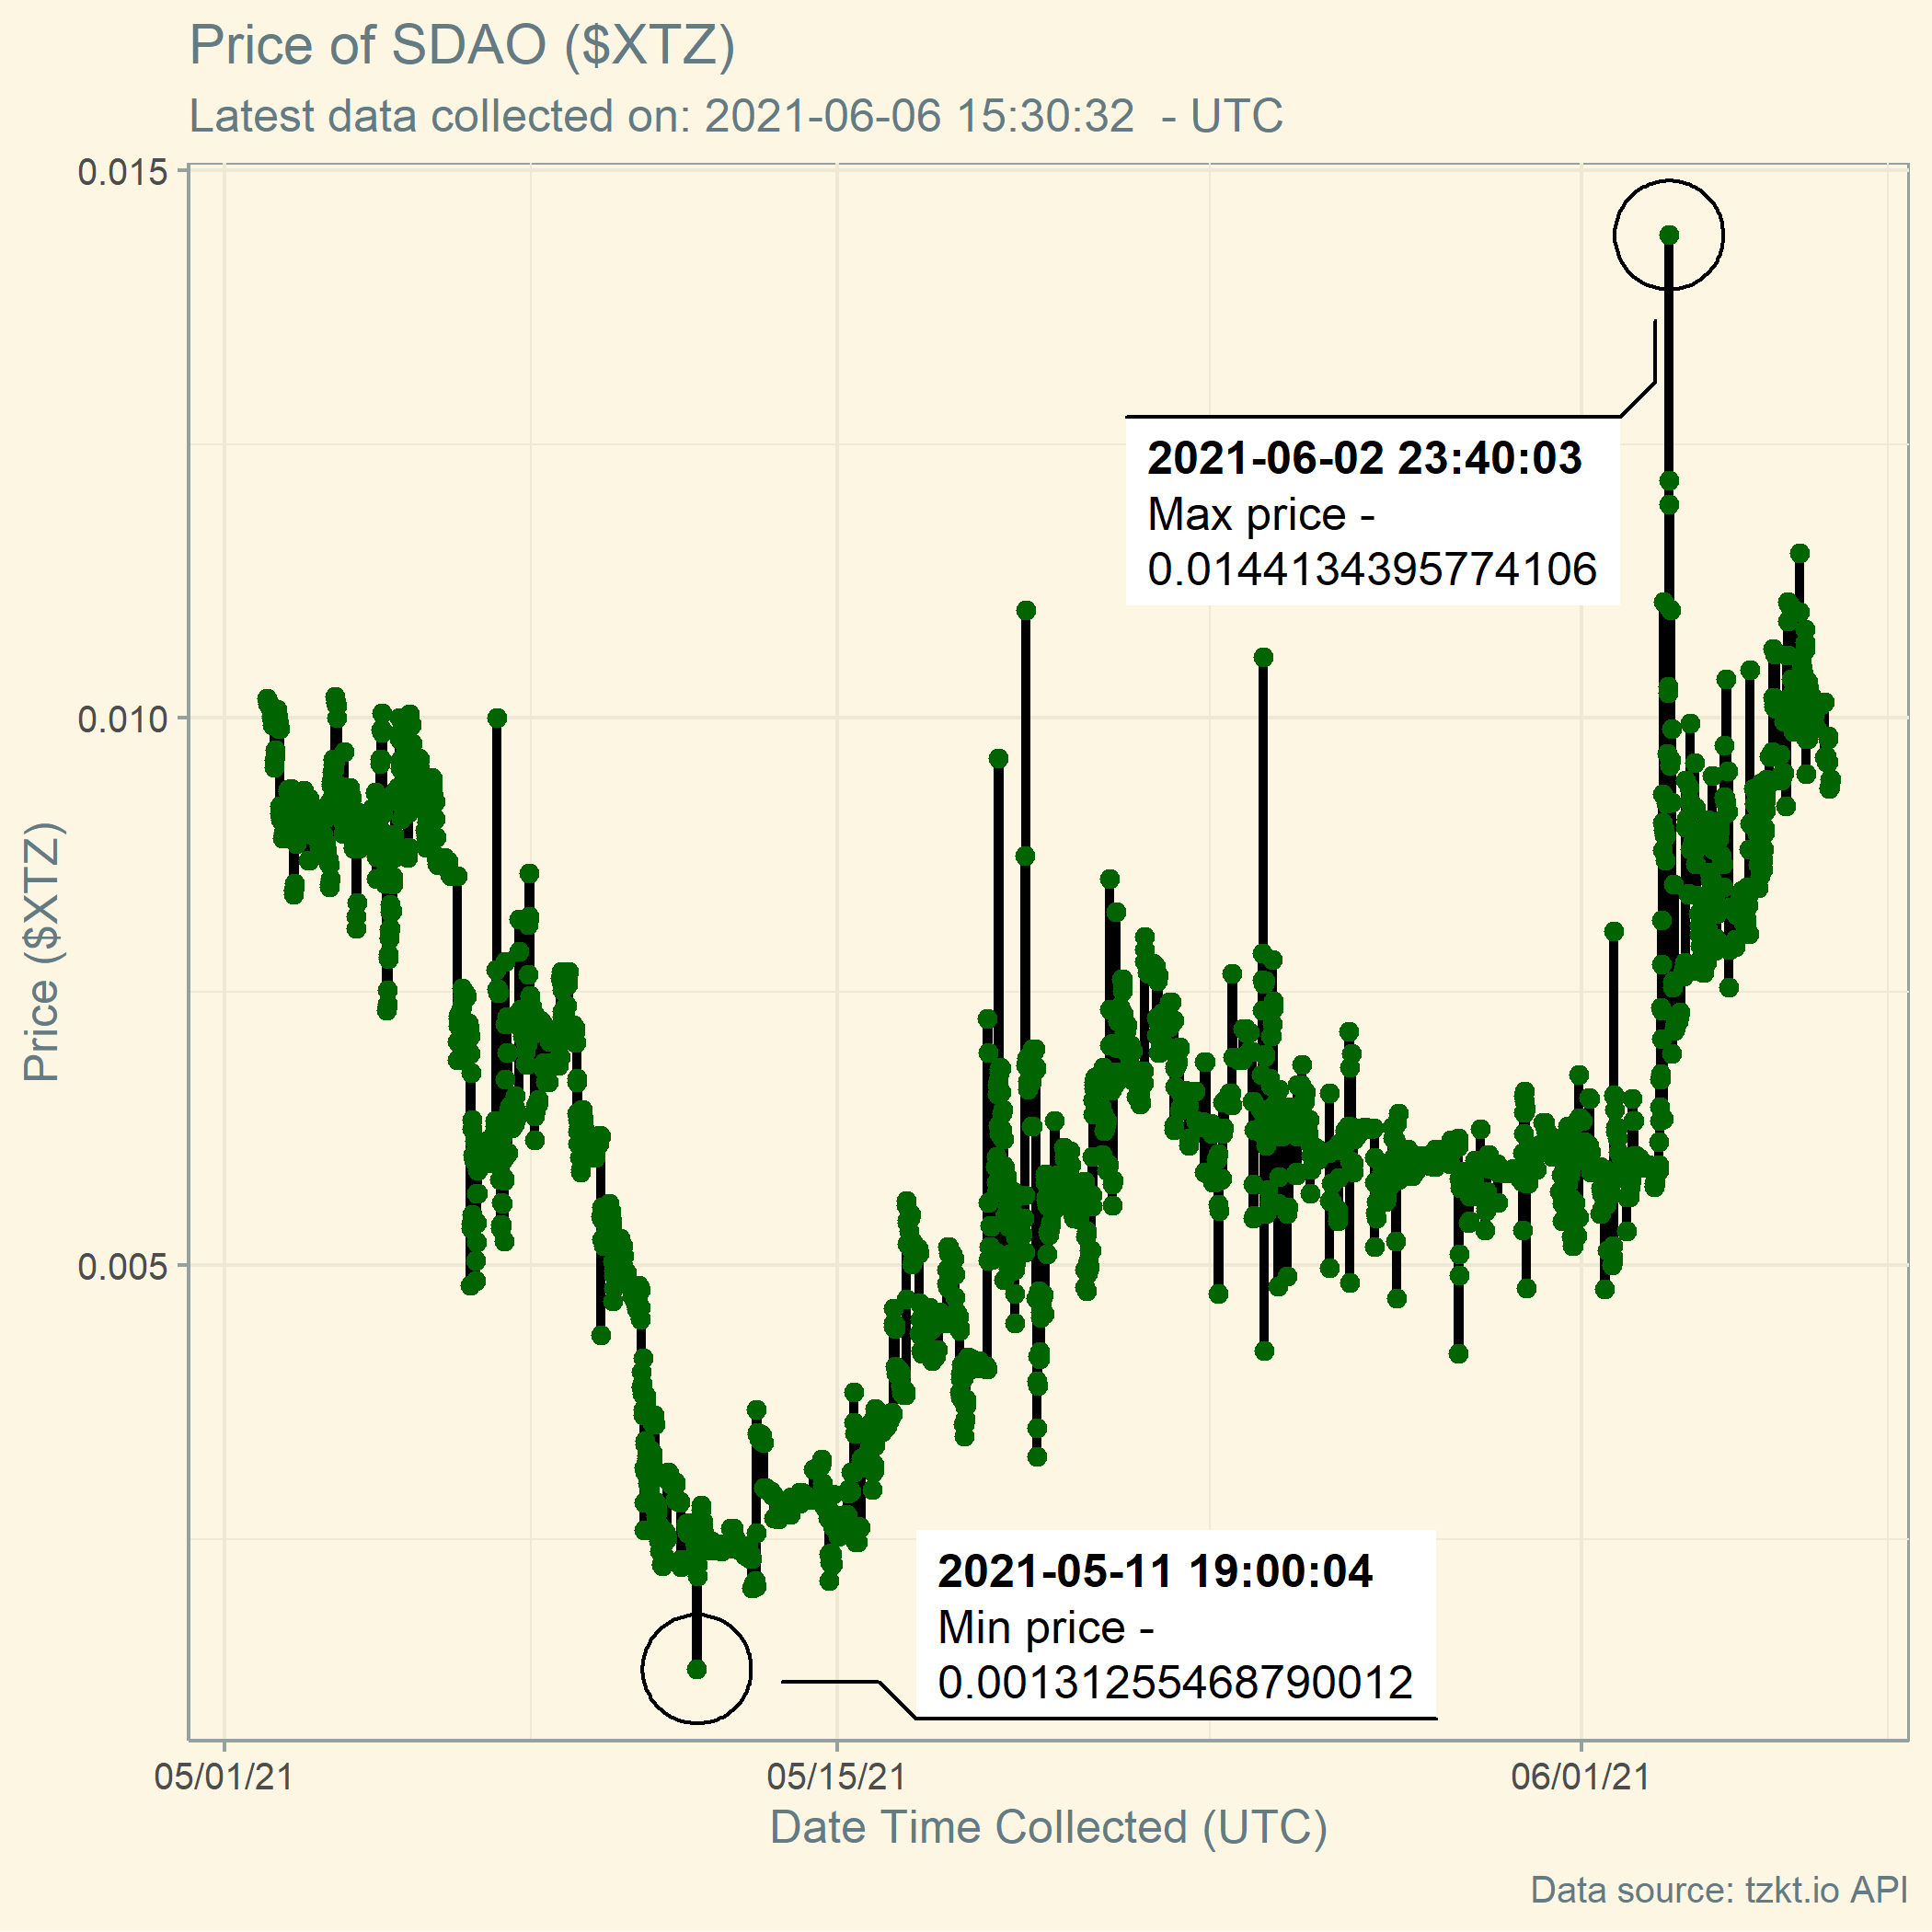 Price of SDAO ($XTZ)
Latest data collected on: 2021-06-06 15:30:32  - UTC
0.015
0.010
0.005
Price ($XTZ)
2021-06-02 23:40:03
Max price -
0.0144134395774106
2021-05-11 19:00:04
Min price -
0.00131255468790012
05/01/21
05/15/21
06/01/21
Date Time Collected (UTC)
Data source: tzkt.io API